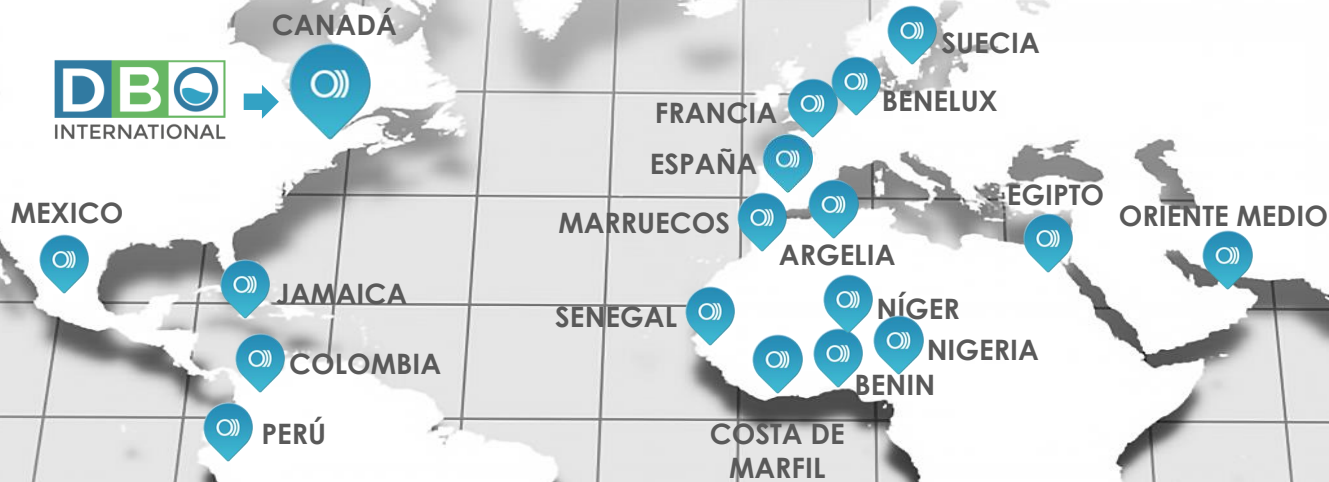 CANADÁ
DBO
INTERNATIONAL
SUECIA
BENELUX
FRANCIA
ESPAÑA
EGIPTO
MEXICO
MARRUECOS
ORIENTE MEDIO
ARGELIA
JAMAICA
SENEGAL
NÍGER
NIGERIA
COLOMBIA
BENIN
PERÚ
COSTA DE
MARFIL